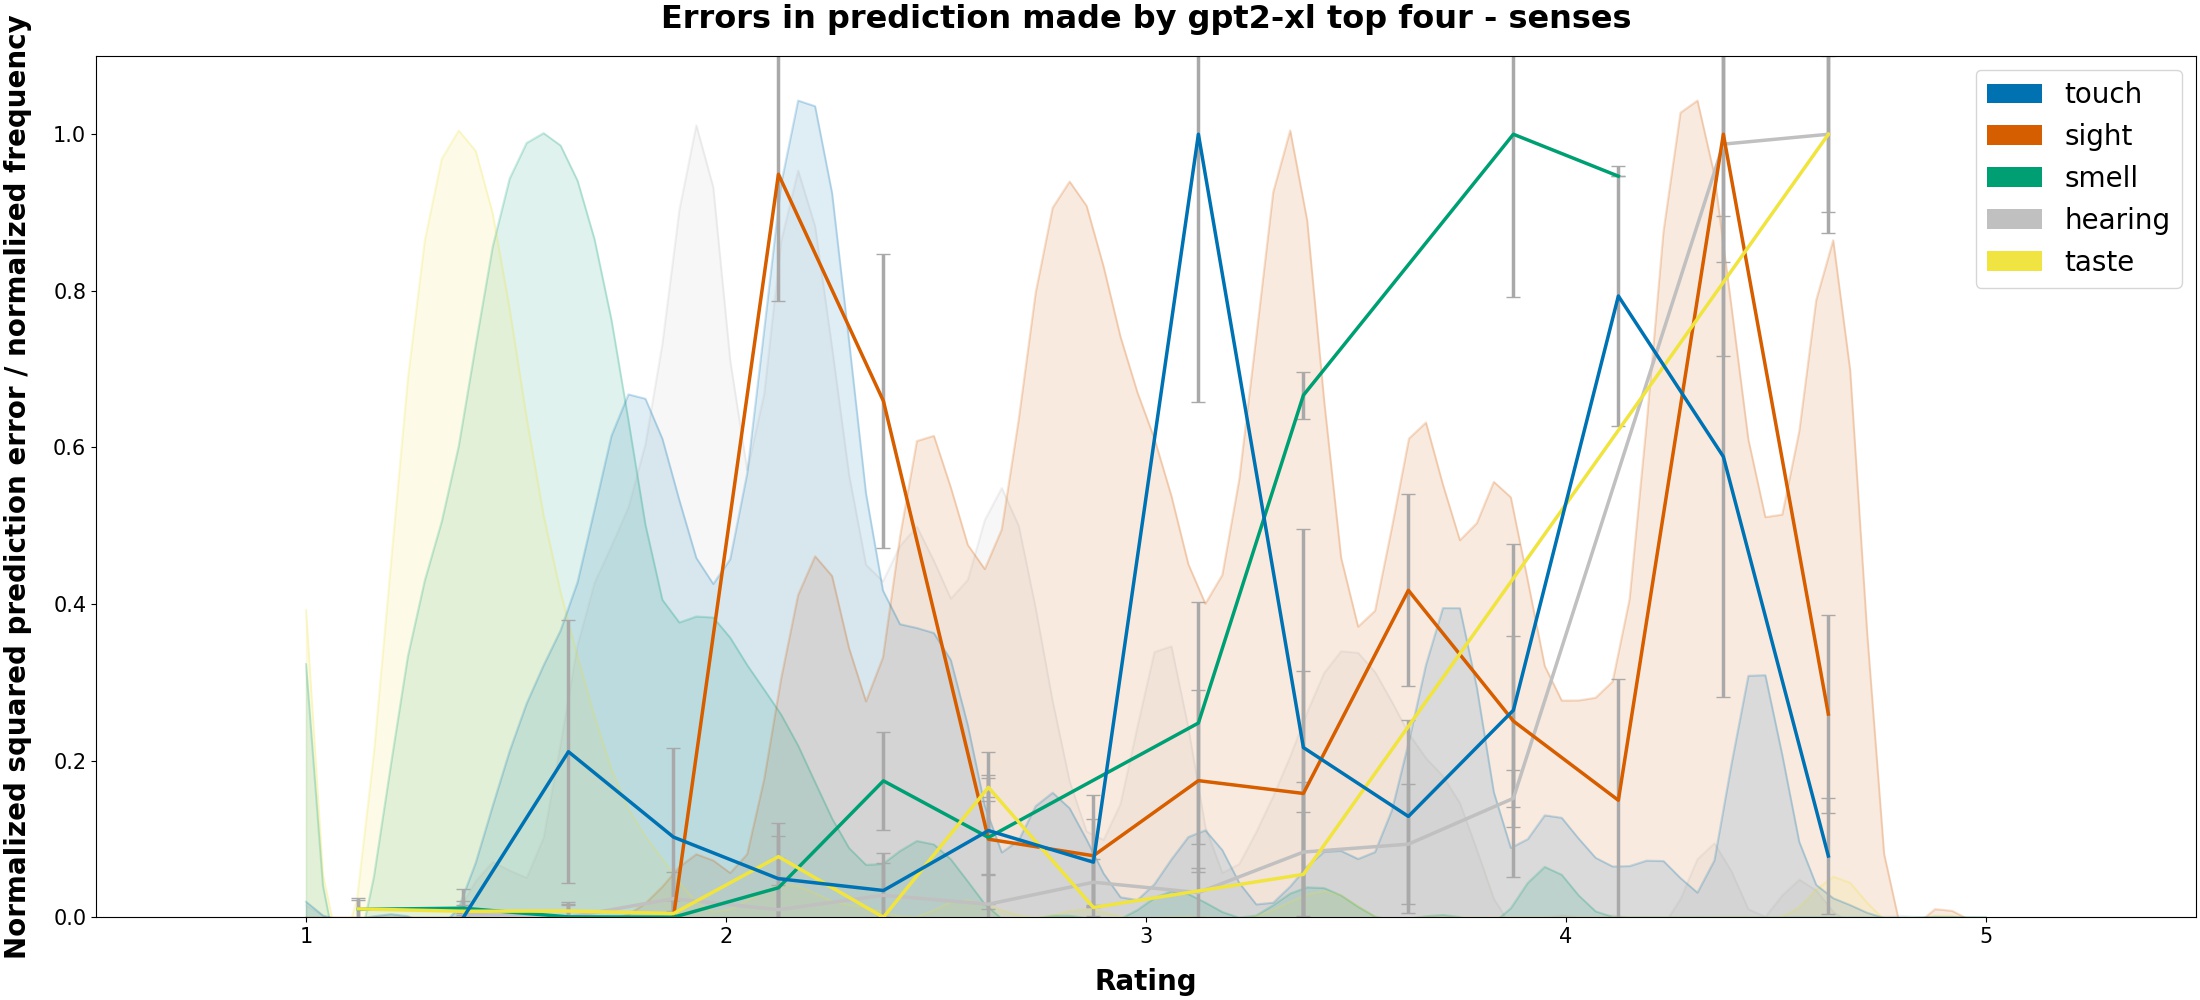 Errors in prediction made by gpt2-xl top four - senses
Normalized squared prediction error / normalized frequency
1.0
0.8
0.6
0.4
0.2
0.0
touch
sight
smell
hearing
taste
1 2 3 4 5
Rating